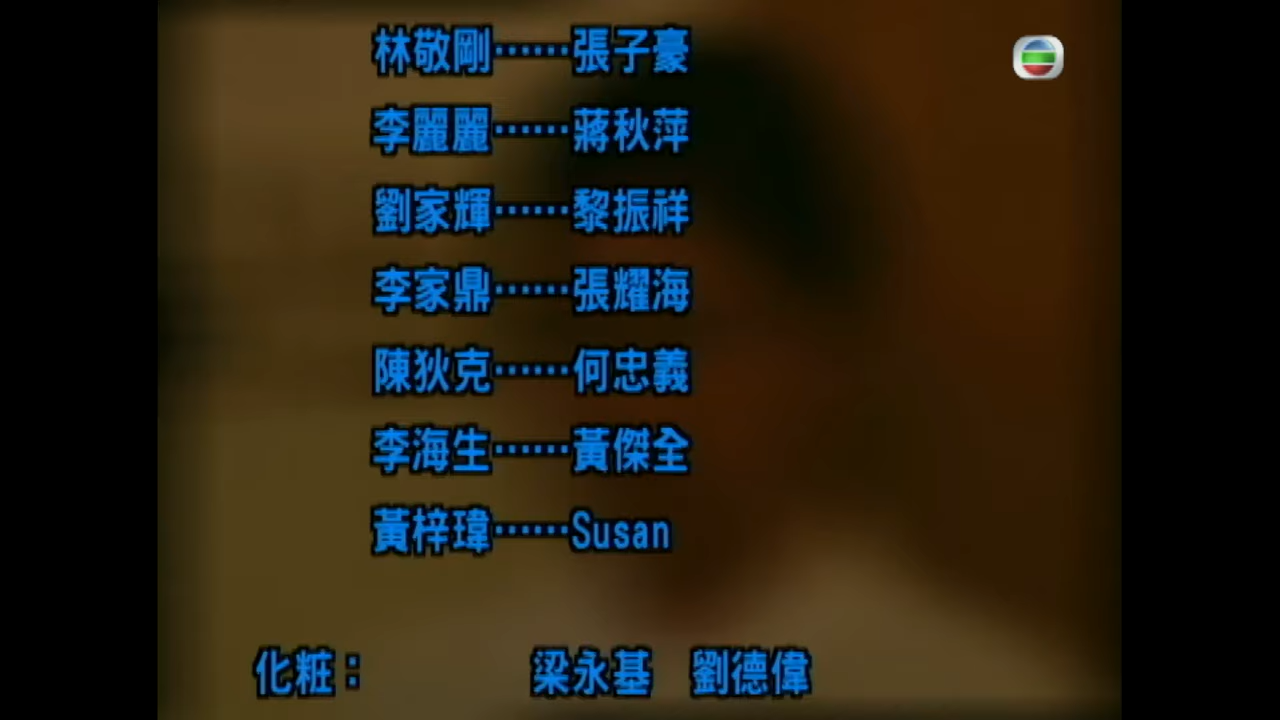 林敬剛……張子豪
李麗麗……蔣秋萍
劉家輝……黎振祥
李家鼎……張耀海
陳狄克……何忠義
李海生……黃傑全
黃梓瑋……Susan
化粧： 梁永基 劉德偉